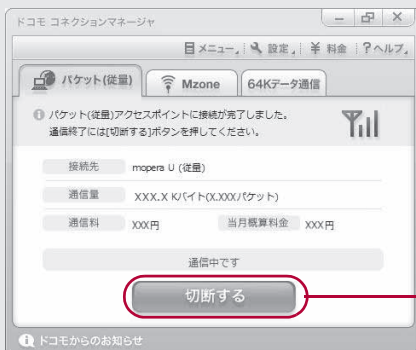 ドコモ コネクションマネージャ
メニュー 設定 ¥ 料金 ?ヘルプ
パケット(従量) Mzone 64Kデータ通信
パケット(従量)アクセスポイントに接続が完了しました。
通信終了には[切断する]ボタンを押してください。
接続先 mopera U (従量)
通信量 XXX.X Kバイト(X.XXXパケット)
通信料 XXX円 当月概算料金 XXX円
通信中です
切断する
ドコモからのお知らせ